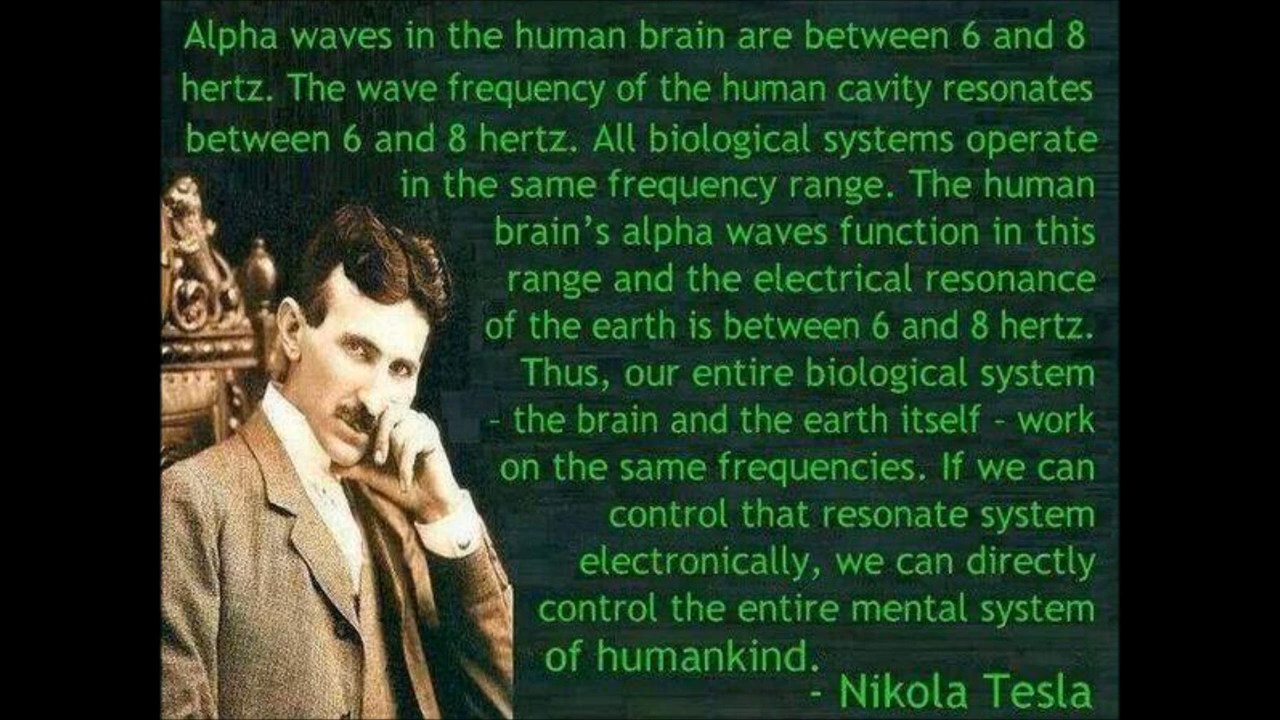 Alpha waves in the human brain are between 6 and 8
hertz. The wave frequency of the human cavity resonates
between 6 and 8 hertz. All biological systems operate
in the same frequency range. The human
brain’s alpha waves function in this
range and the electrical resonance
of the earth is between 6 and 8 hertz.
Thus, our entire biological system
– the brain and the earth itself – work
on the same frequencies. If we can
control that resonate system
electronically, we can directly
control the entire mental system
of humankind.
- Nikola Tesla